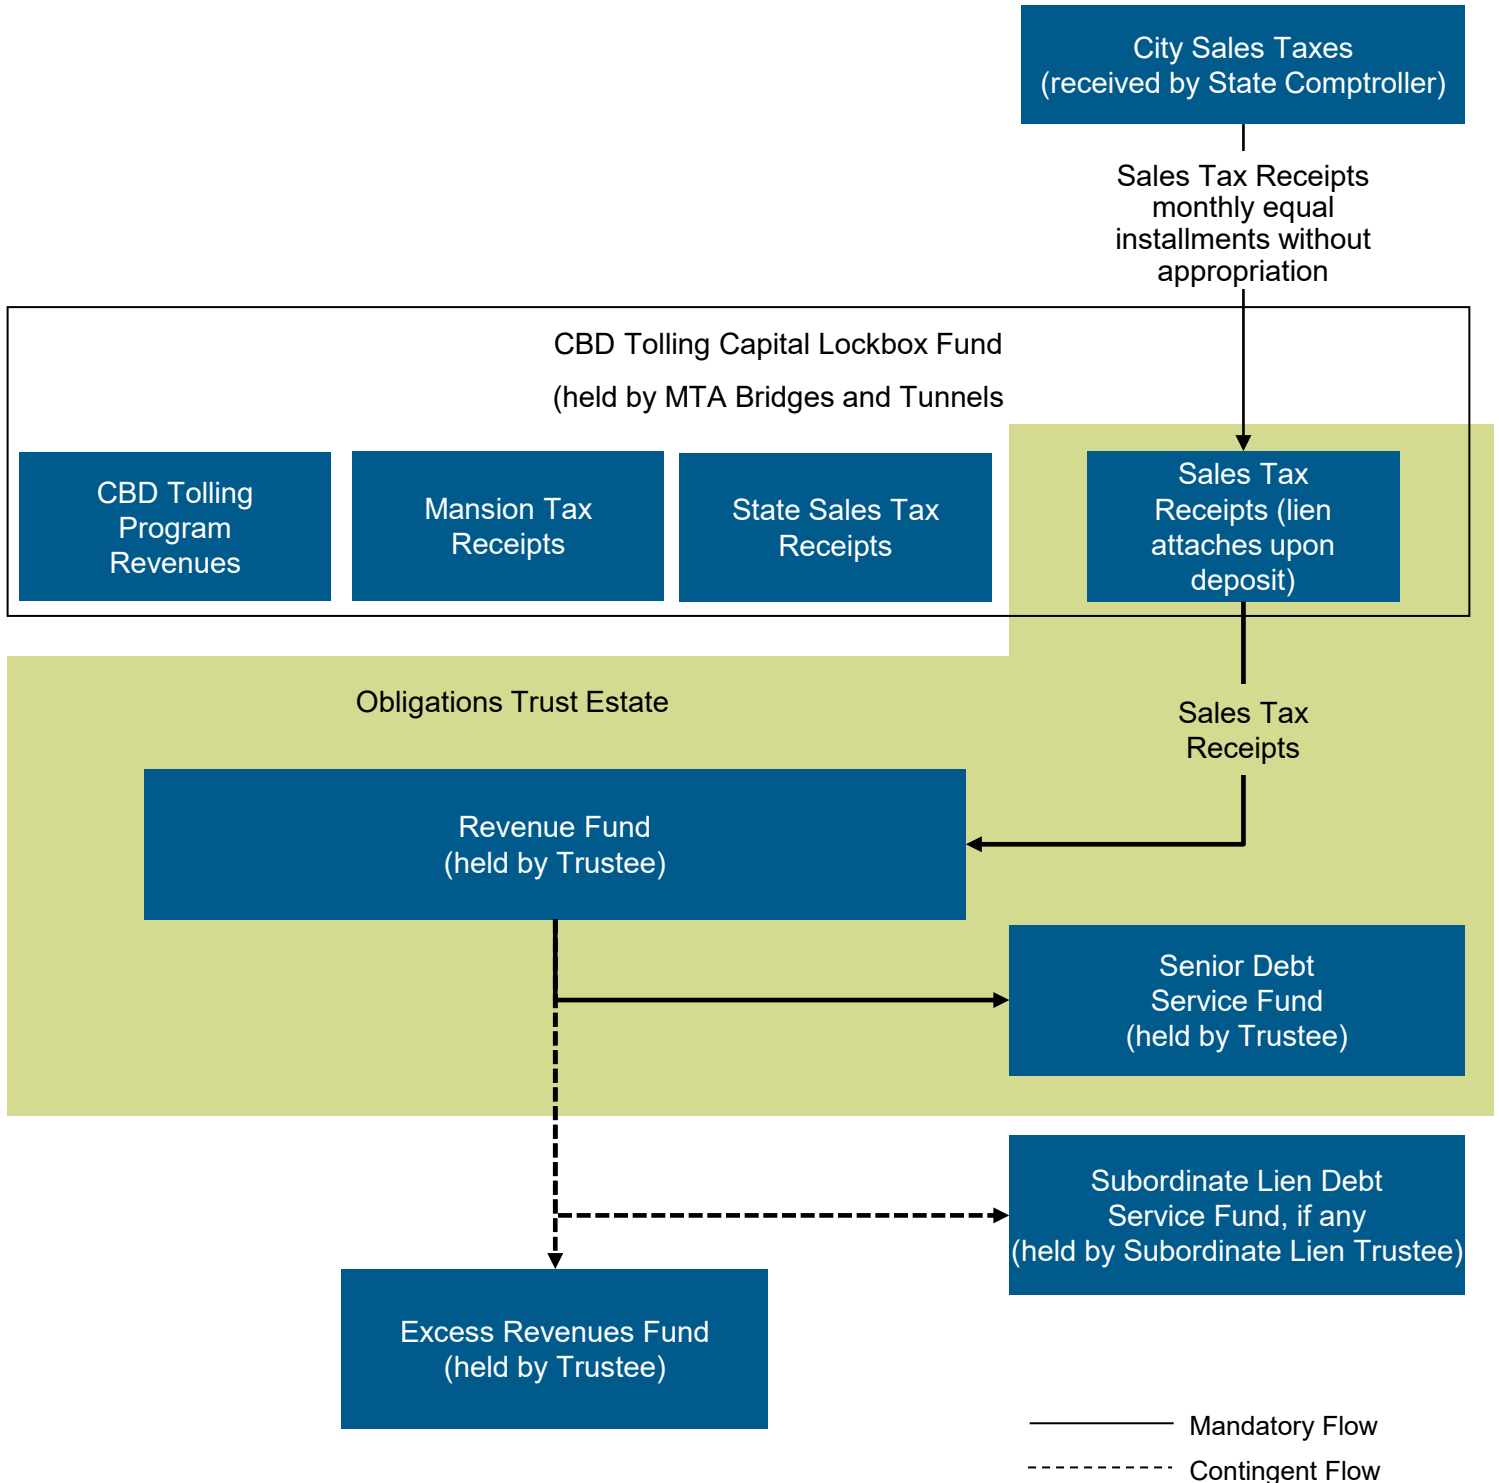 City Sales Taxes
(received by State Comptroller)
Sales Tax Receipts
monthly equal
installments without
appropriation
CBD Tolling Capital Lockbox Fund
(held by MTA Bridges and Tunnels
CBD Tolling
Program
Revenues
Mansion Tax
Receipts
State Sales Tax
Receipts
Sales Tax
Receipts (lien
attaches upon
deposit)
Obligations Trust Estate
Sales Tax
Receipts
Revenue Fund
(held by Trustee)
Senior Debt
Service Fund
(held by Trustee)
Subordinate Lien Debt
Service Fund, if any
(held by Subordinate Lien Trustee)
Excess Revenues Fund
(held by Trustee)
Mandatory Flow
Contingent Flow